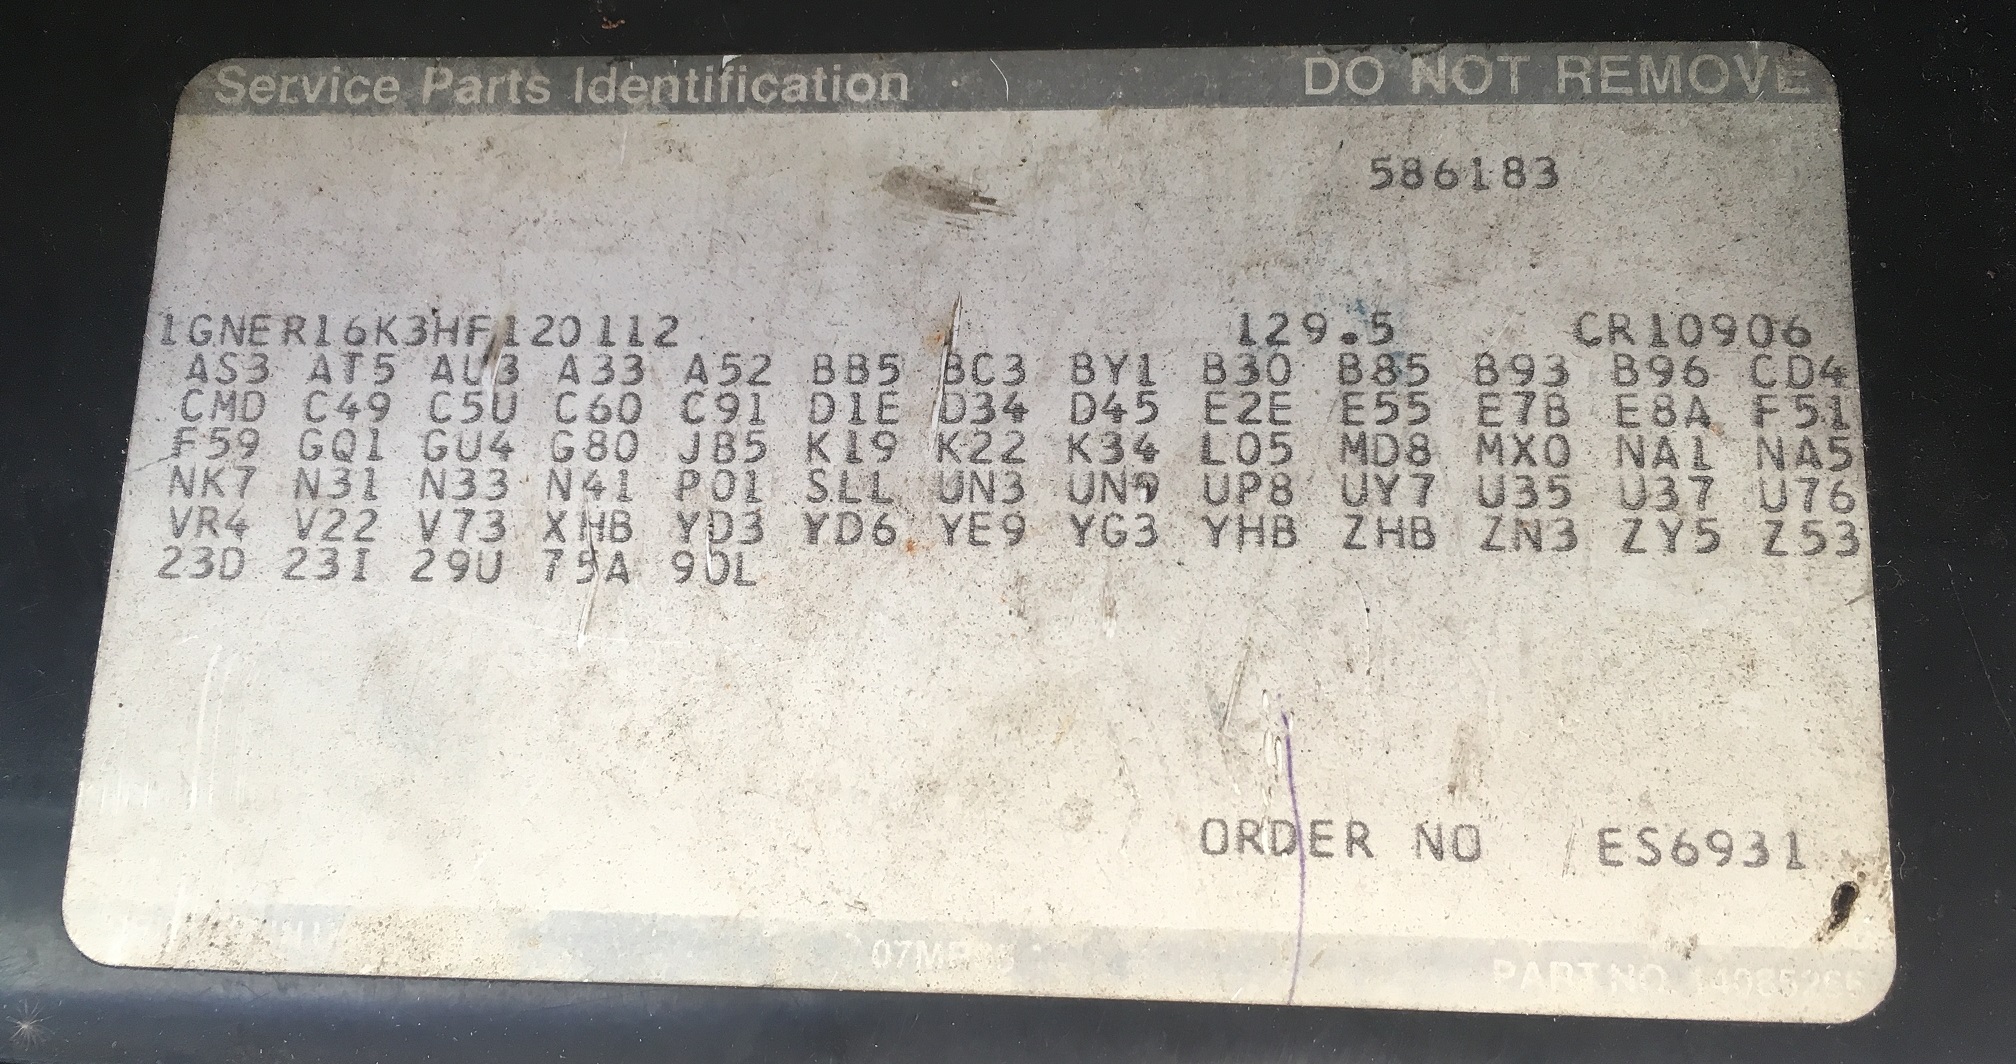 Service Parts Identification DO NOT REMOVE
586183
1GNER16K3HF120112 129.5 CR10906
AS3 AT5 AU3 A33 A52 BB5 BC3 BY1 B30 B85 B93 B96 CD4
CMD C49 C5U C60 C91 D1E D34 D45 E2E E55 E7B E8A F51
F59 GQ1 GU4 G80 JB5 K19 K22 K34 L05 MD8 MX0 NA1 NA5
NK7 N31 N33 N41 P01 SLL UN3 UN9 UP8 UY7 U35 U37 U76
VR4 V22 V73 XHB YD3 YD6 YE9 YG3 YHB ZHB ZN3 ZY5 Z53
23D 23I 29U 75A 90L
ORDER NO ES6931
PART NO.